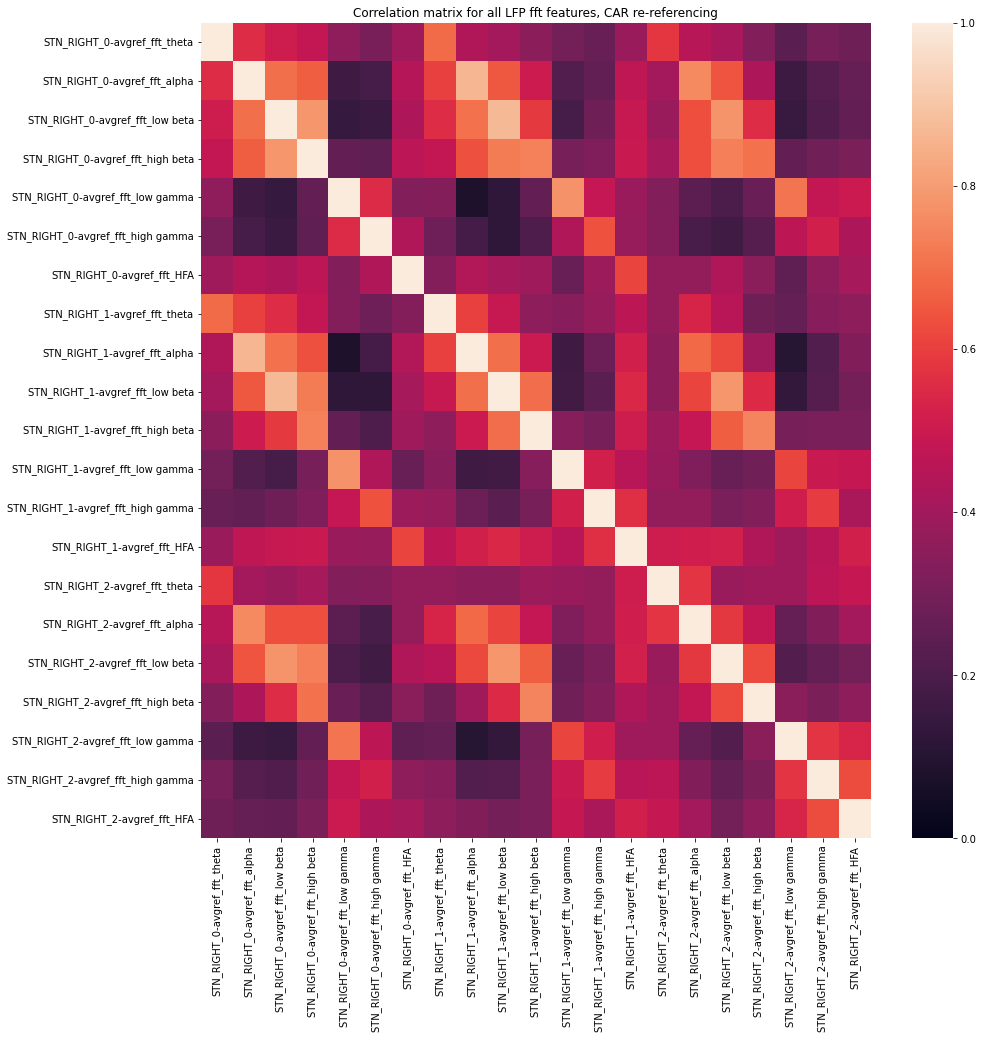 Correlation matrix for all LFP fft features, CAR re-referencing
STN_RIGHT_0-avgref_fft_theta
STN_RIGHT_0-avgref_fft_alpha
STN_RIGHT_0-avgref_fft_low beta
STN_RIGHT_0-avgref_fft_high beta
STN_RIGHT_0-avgref_fft_low gamma
STN_RIGHT_0-avgref_fft_high gamma
STN_RIGHT_0-avgref_fft_HFA
STN_RIGHT_1-avgref_fft_theta
STN_RIGHT_1-avgref_fft_alpha
STN_RIGHT_1-avgref_fft_low beta
STN_RIGHT_1-avgref_fft_high beta
STN_RIGHT_1-avgref_fft_low gamma
STN_RIGHT_1-avgref_fft_high gamma
STN_RIGHT_1-avgref_fft_HFA
STN_RIGHT_2-avgref_fft_theta
STN_RIGHT_2-avgref_fft_alpha
STN_RIGHT_2-avgref_fft_low beta
STN_RIGHT_2-avgref_fft_high beta
STN_RIGHT_2-avgref_fft_low gamma
STN_RIGHT_2-avgref_fft_high gamma
STN_RIGHT_2-avgref_fft_HFA
STN_RIGHT_0-avgref_fft_theta
STN_RIGHT_0-avgref_fft_alpha
STN_RIGHT_0-avgref_fft_low beta
STN_RIGHT_0-avgref_fft_high beta
STN_RIGHT_0-avgref_fft_low gamma
STN_RIGHT_0-avgref_fft_high gamma
STN_RIGHT_0-avgref_fft_HFA
STN_RIGHT_1-avgref_fft_theta
STN_RIGHT_1-avgref_fft_alpha
STN_RIGHT_1-avgref_fft_low beta
STN_RIGHT_1-avgref_fft_high beta
STN_RIGHT_1-avgref_fft_low gamma
STN_RIGHT_1-avgref_fft_high gamma
STN_RIGHT_1-avgref_fft_HFA
STN_RIGHT_2-avgref_fft_theta
STN_RIGHT_2-avgref_fft_alpha
STN_RIGHT_2-avgref_fft_low beta
STN_RIGHT_2-avgref_fft_high beta
STN_RIGHT_2-avgref_fft_low gamma
STN_RIGHT_2-avgref_fft_high gamma
STN_RIGHT_2-avgref_fft_HFA
1.0
0.8
0.6
0.4
0.2
0.0